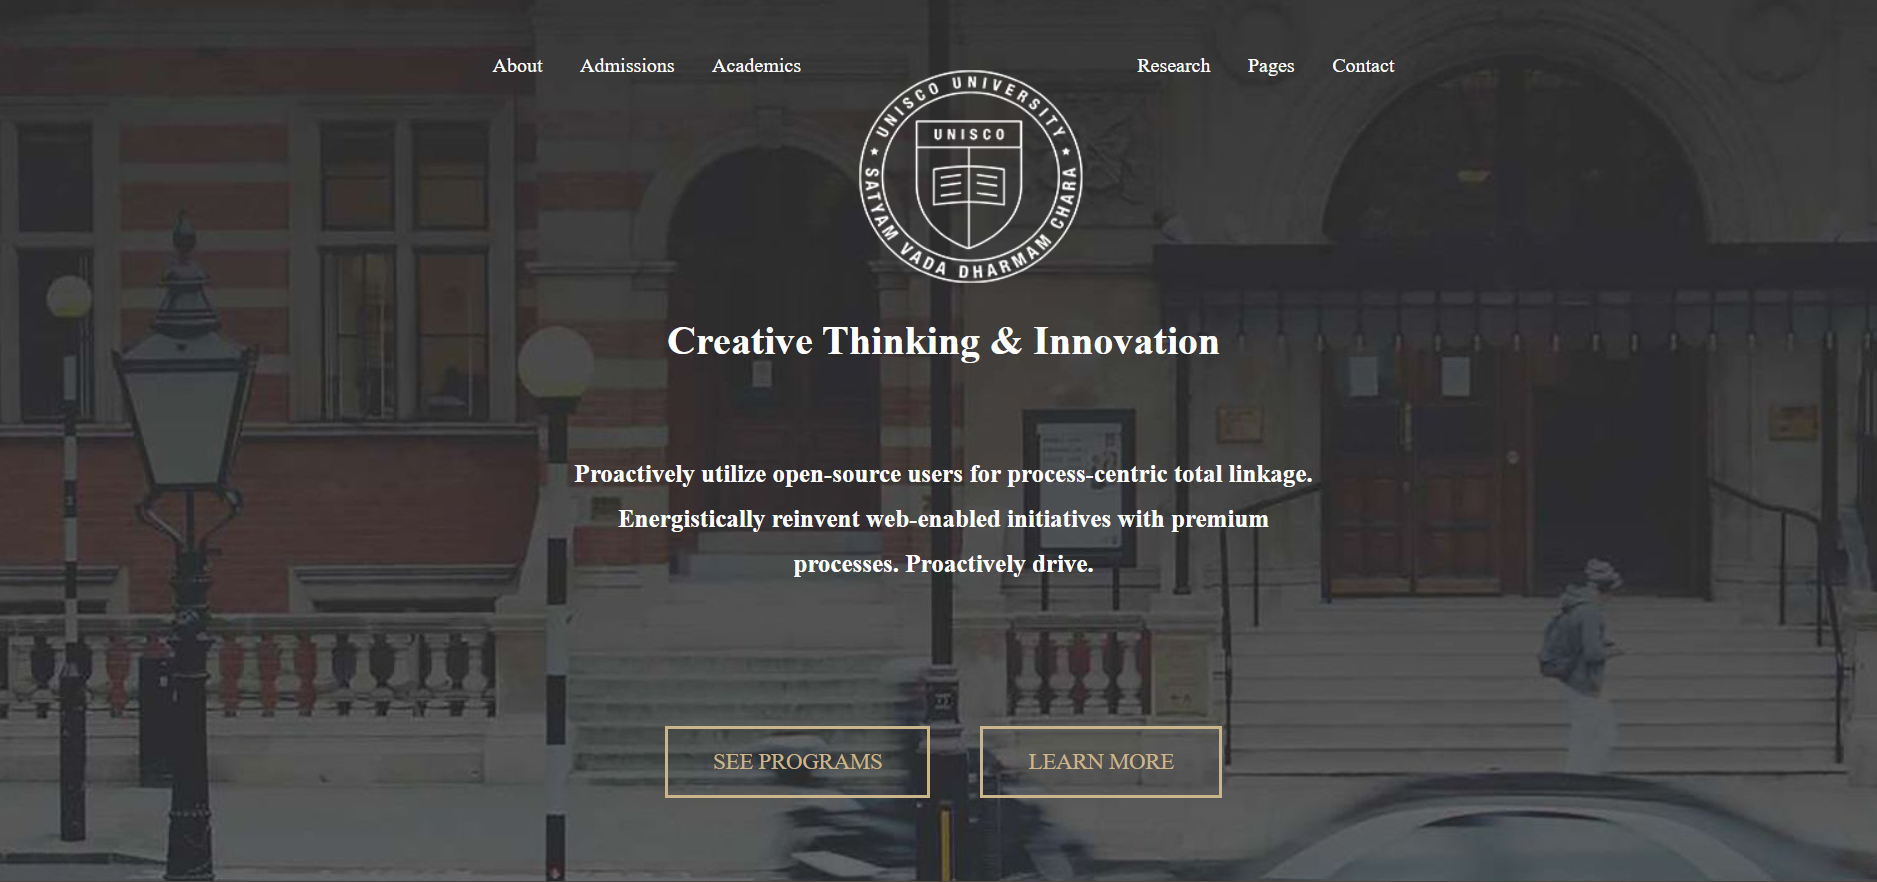 About Admissions Academics Research Pages Contact
UNISCO UNIVERSITY
UNISCO
SATYAM VADA DHARMAM CHARA
Creative Thinking & Innovation
Proactively utilize open-source users for process-centric total linkage.
Energistically reinvent web-enabled initiatives with premium
processes. Proactively drive.
SEE PROGRAMS
LEARN MORE